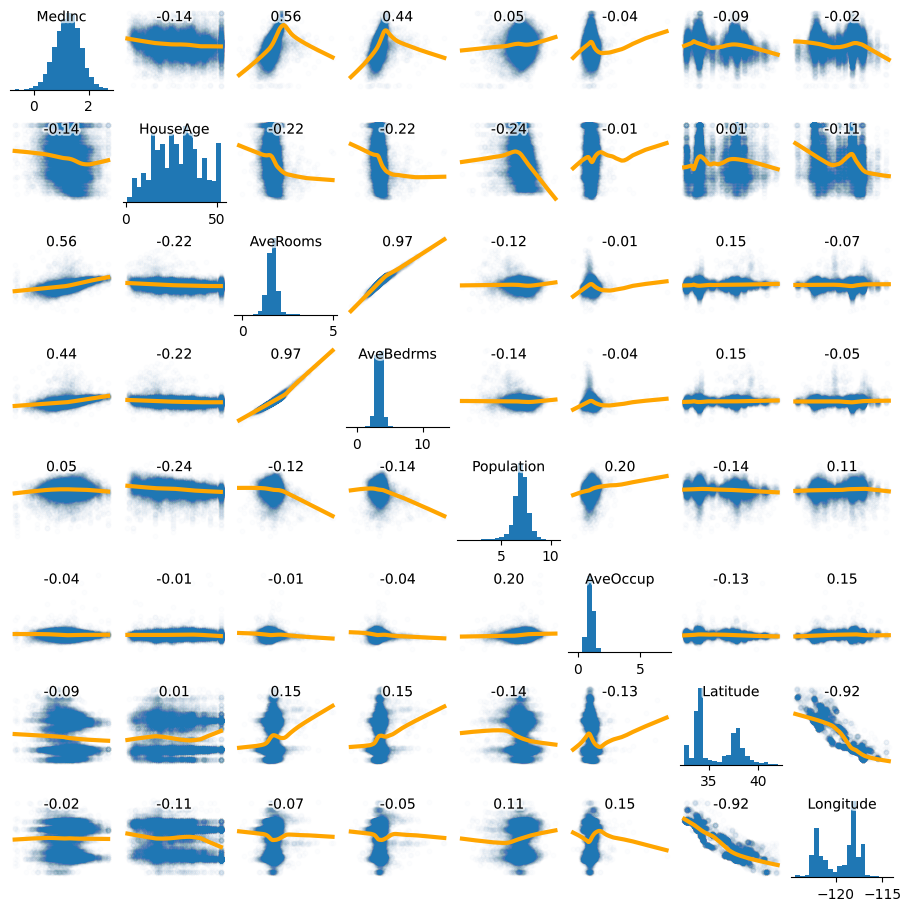 MedInc -0.14 0.56 0.44 0.05 -0.04 -0.09 -0.02
0 2
-0.14 HouseAge -0.22 -0.22 -0.24 -0.01 0.01 -0.11
0 50
0.56 -0.22 AveRooms 0.97 -0.12 -0.01 0.15 -0.07
0 5
0.44 -0.22 0.97 AveBedrms -0.14 -0.04 0.15 -0.05
0 10
0.05 -0.24 -0.12 -0.14 Population 0.20 -0.14 0.11
5 10
-0.04 -0.01 -0.01 -0.04 0.20 AveOccup -0.13 0.15
0 5
-0.09 0.01 0.15 0.15 -0.14 -0.13 Latitude -0.92
35 40
-0.02 -0.11 -0.07 -0.05 0.11 0.15 -0.92 Longitude
−120 −115